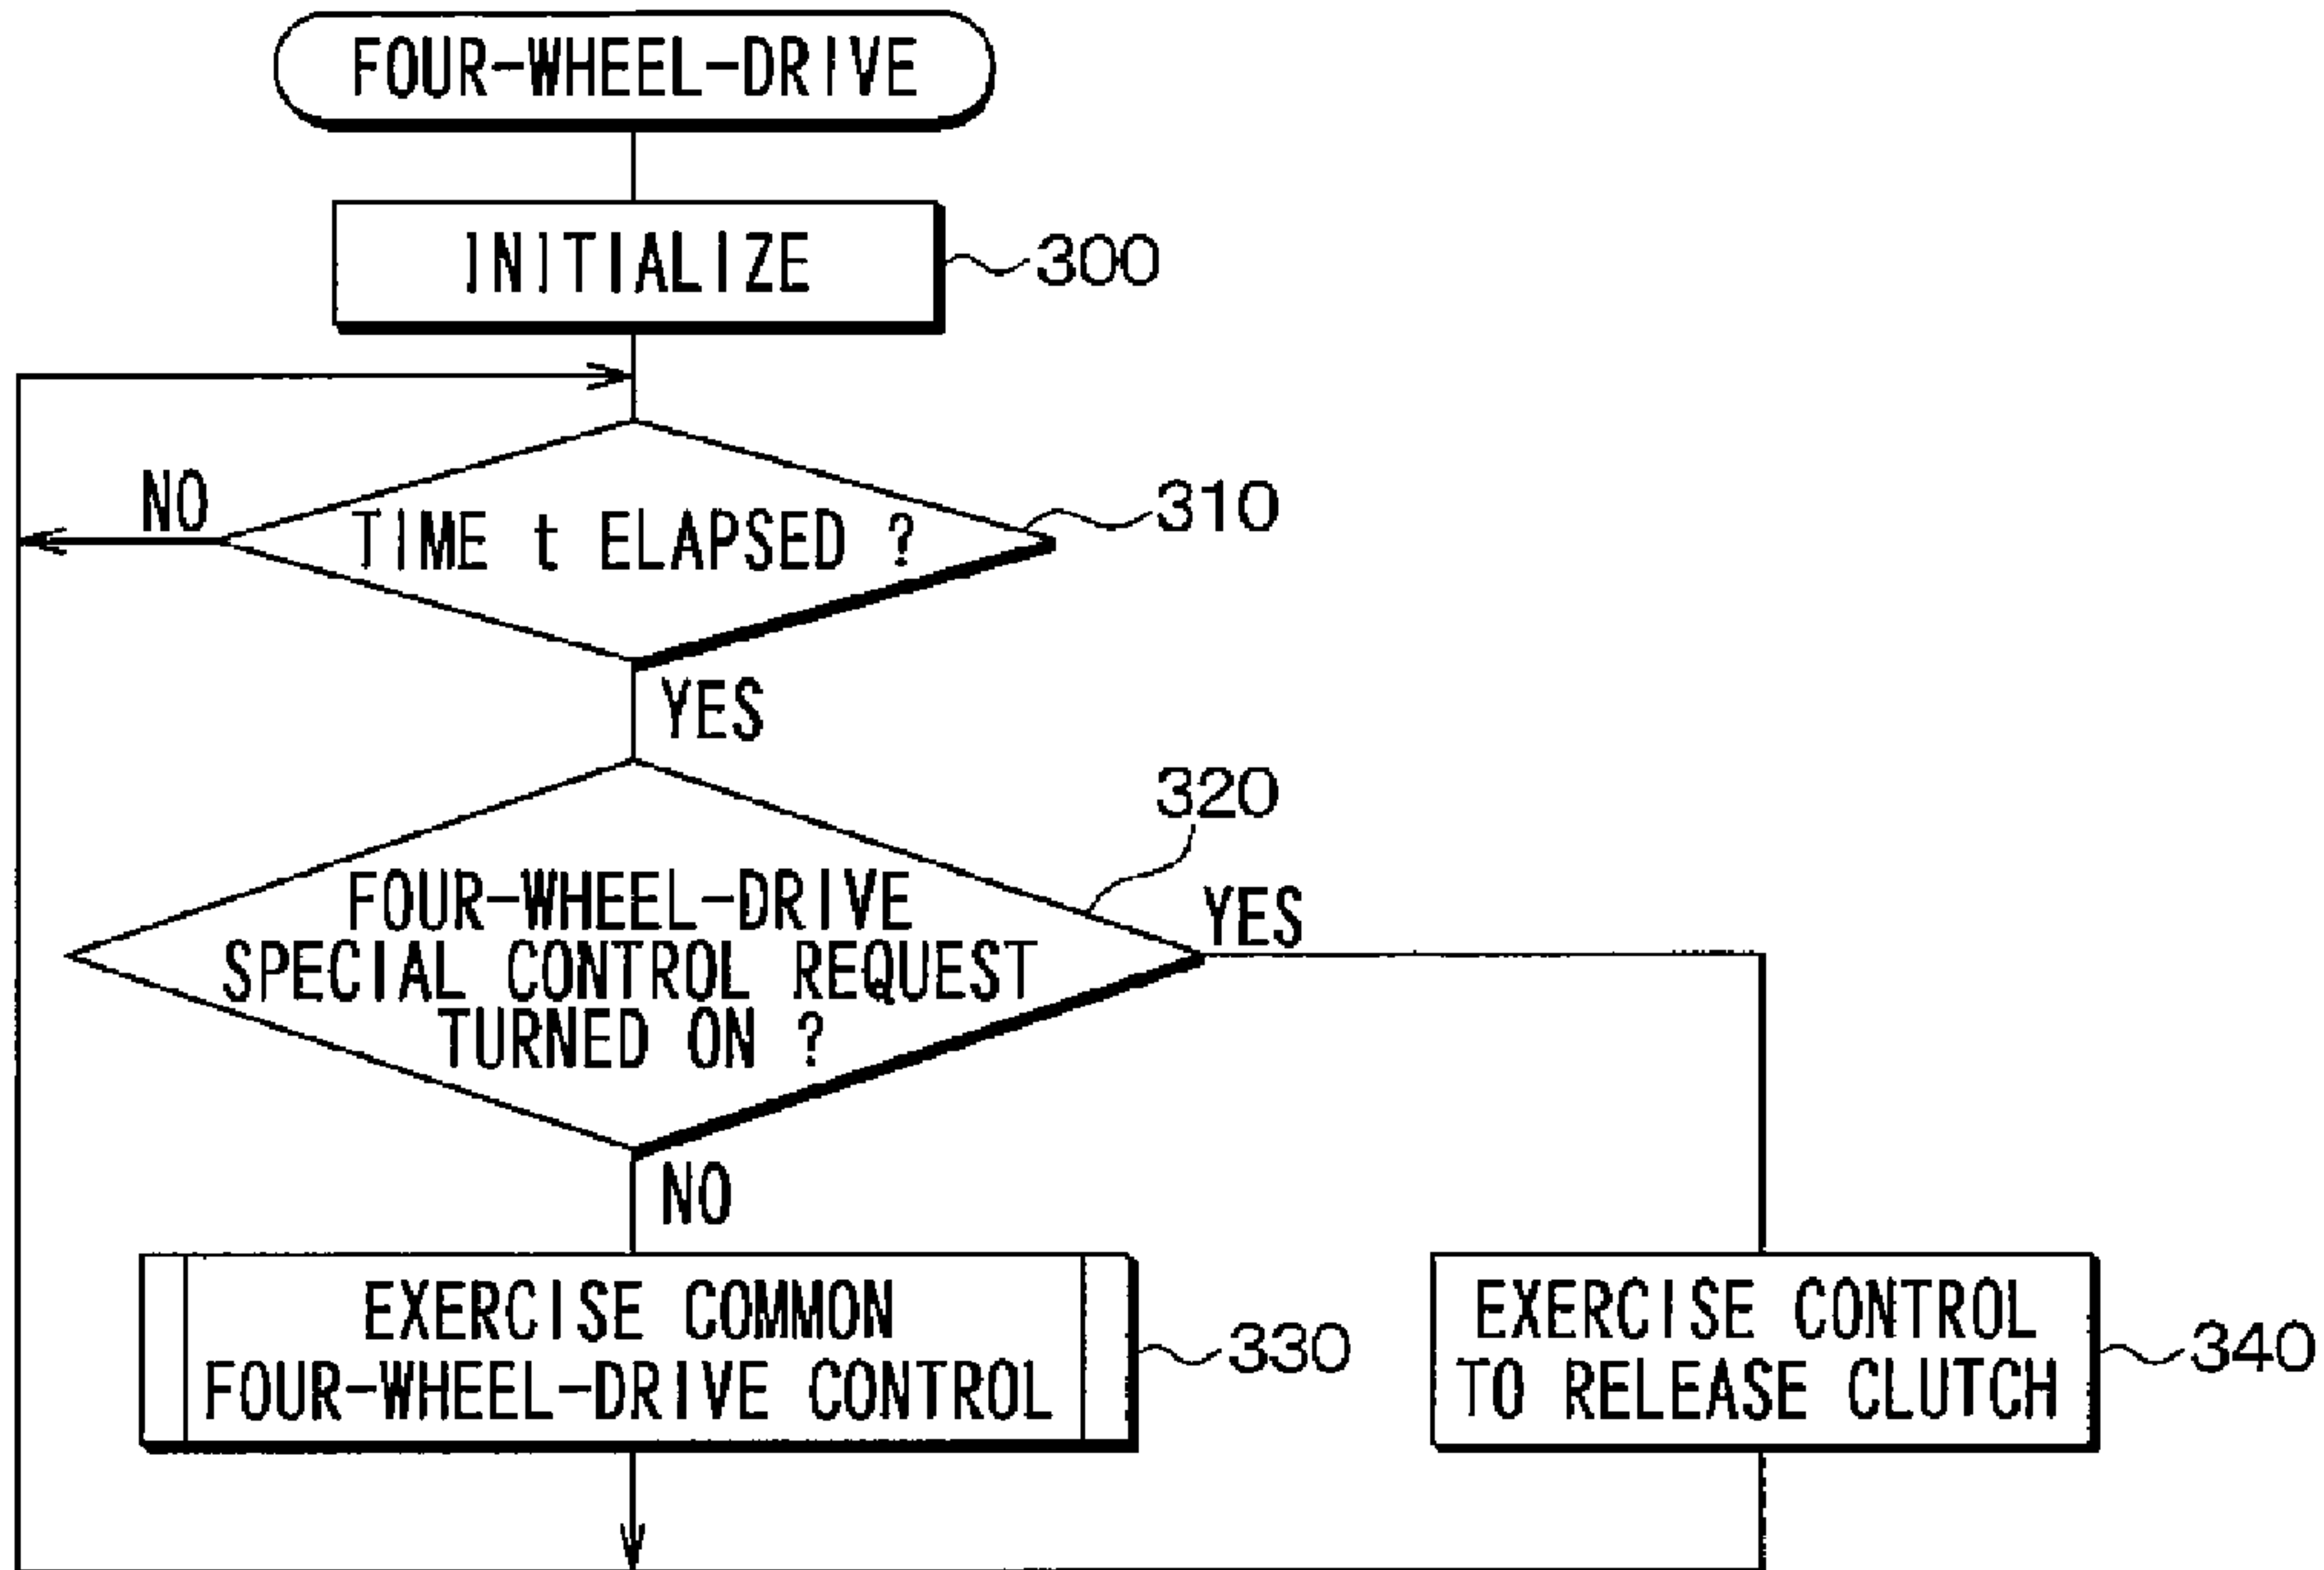 FOUR-WHEEL-DRIVE
INITIALIZE
300
NO
TIME t ELAPSED ?
310
YES
320
FOUR-WHEEL-DRIVE
SPECIAL CONTROL REQUEST
TURNED ON ?
YES
NO
EXERCISE COMMON
FOUR-WHEEL-DRIVE CONTROL
330
EXERCISE CONTROL
TO RELEASE CLUTCH
340